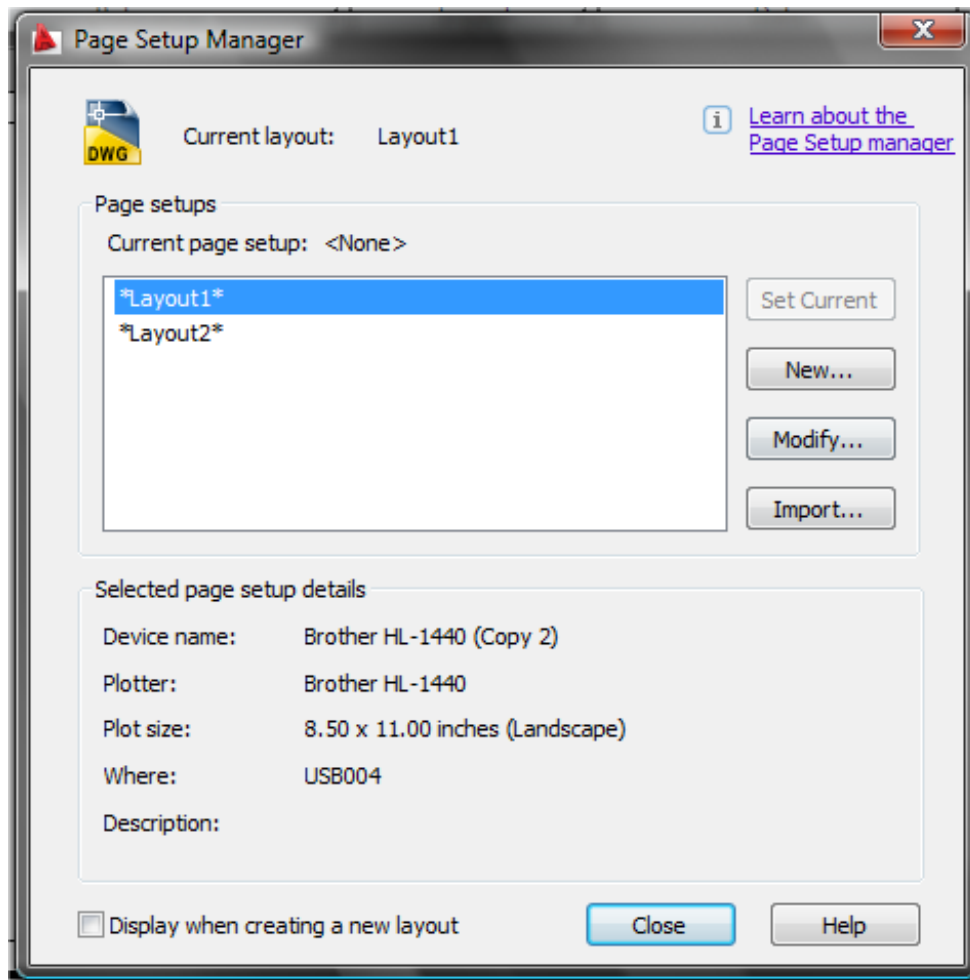 Page Setup Manager
DWG
Current layout: Layout1
i
Learn about the
Page Setup manager
Page setups
Current page setup: <None>
*Layout1*
*Layout2*
Set Current
New...
Modify...
Import...
Selected page setup details
Device name: Brother HL-1440 (Copy 2)
Plotter: Brother HL-1440
Plot size: 8.50 x 11.00 inches (Landscape)
Where: USB004
Description:
Display when creating a new layout
Close
Help